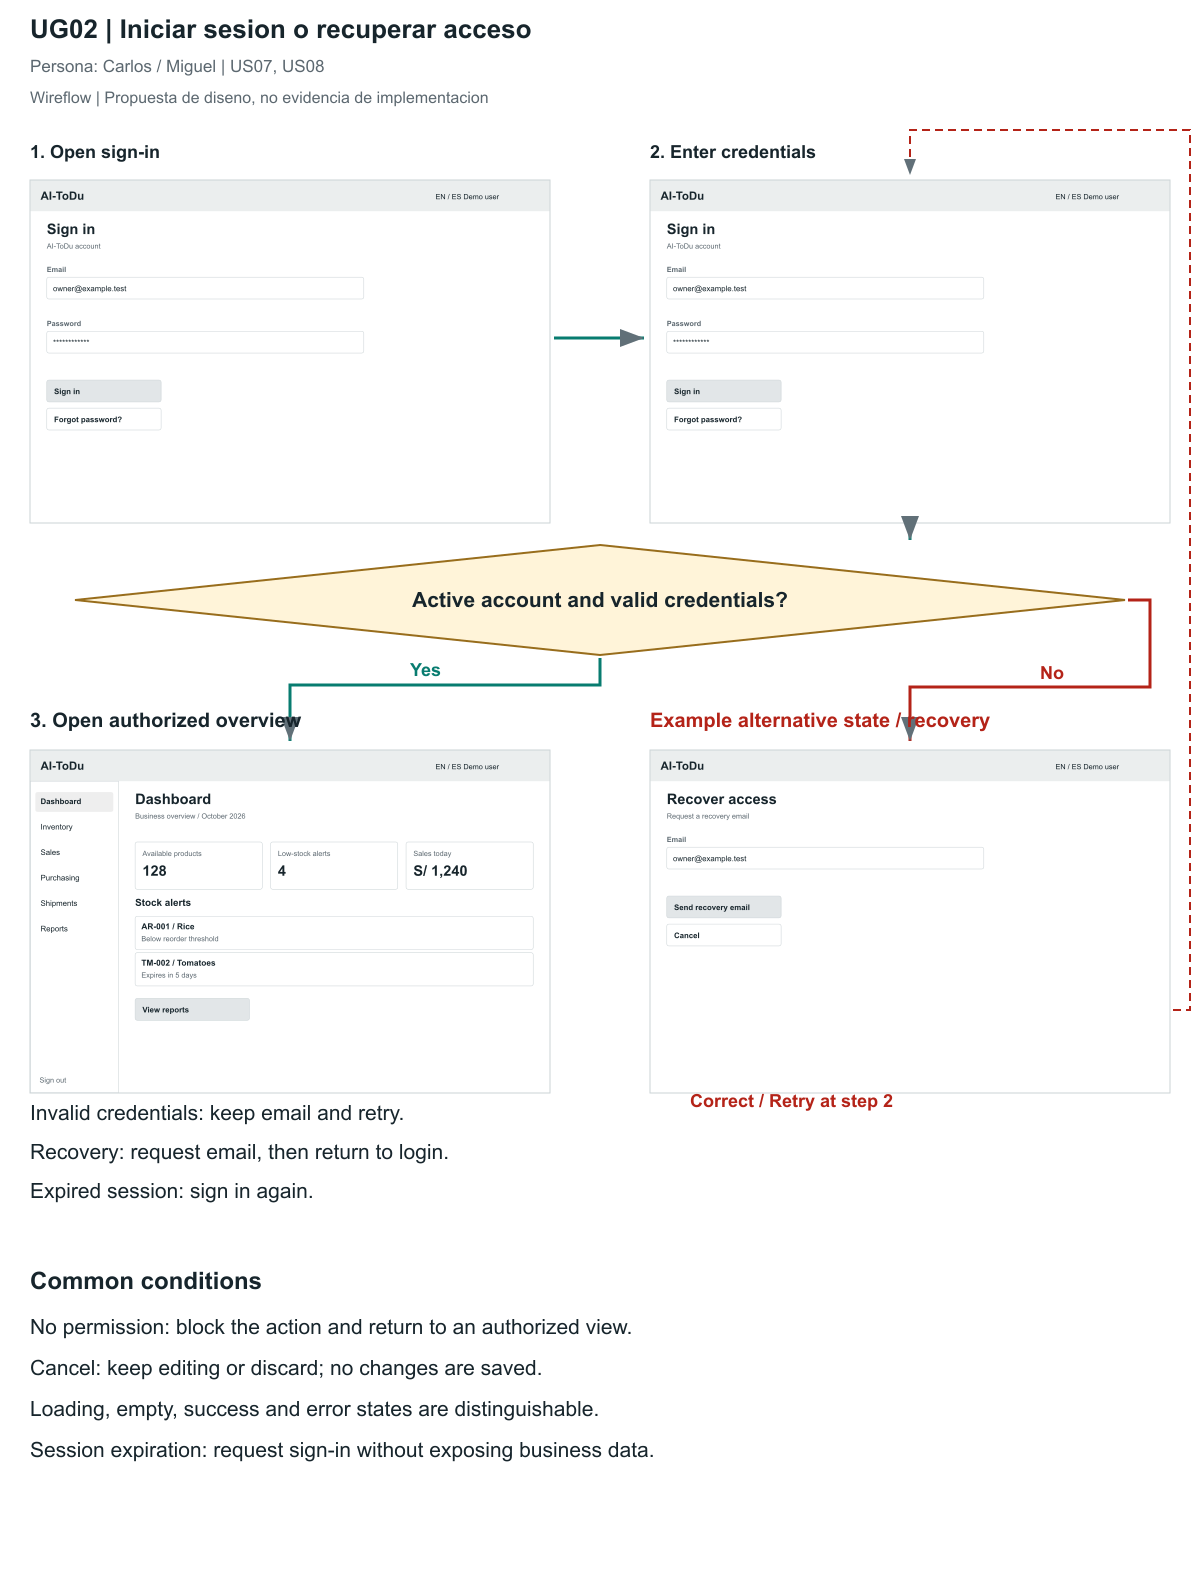 UG02 | Iniciar sesion o recuperar acceso
Persona: Carlos / Miguel | US07, US08
Wireflow | Propuesta de diseno, no evidencia de implementacion
1. Open sign-in
AI-ToDu
EN / ES Demo user
Sign in
AI-ToDu account
Email
owner@example.test
Password
************
Sign in
Forgot password?
2. Enter credentials
AI-ToDu
EN / ES Demo user
Sign in
AI-ToDu account
Email
owner@example.test
Password
************
Sign in
Forgot password?
Active account and valid credentials?
Yes
No
3. Open authorized overview
AI-ToDu
EN / ES Demo user
Dashboard
Inventory
Sales
Purchasing
Shipments
Reports
Sign out
Dashboard
Business overview / October 2026
Available products
128
Low-stock alerts
4
Sales today
S/ 1,240
Stock alerts
AR-001 / Rice
Below reorder threshold
TM-002 / Tomatoes
Expires in 5 days
View reports
Example alternative state / recovery
AI-ToDu
EN / ES Demo user
Recover access
Request a recovery email
Email
owner@example.test
Send recovery email
Cancel
Correct / Retry at step 2
Invalid credentials: keep email and retry.
Recovery: request email, then return to login.
Expired session: sign in again.
Common conditions
No permission: block the action and return to an authorized view.
Cancel: keep editing or discard; no changes are saved.
Loading, empty, success and error states are distinguishable.
Session expiration: request sign-in without exposing business data.